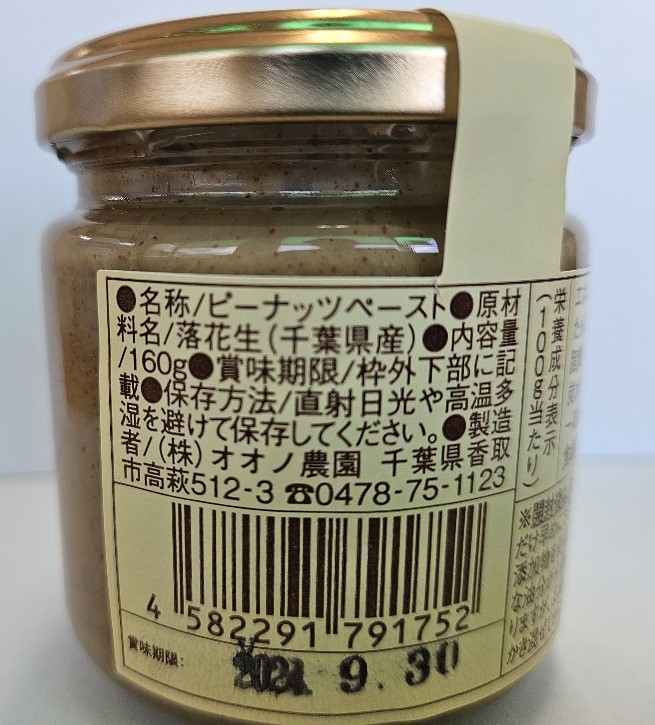 ●名称/ピーナッツペースト●原材
料名/落花生(千葉県産)●内容量
/160g●賞味期限/枠外下部に記
載●保存方法/直射日光や高温多
湿を避けて保存してください。●製造
者/(株)オオノ農園 千葉県香取
市高萩512-3 ☎0478-75-1123
4 582291 791752
賞味期限: 2024. 9. 30
栄養成分表示
(100g当たり)